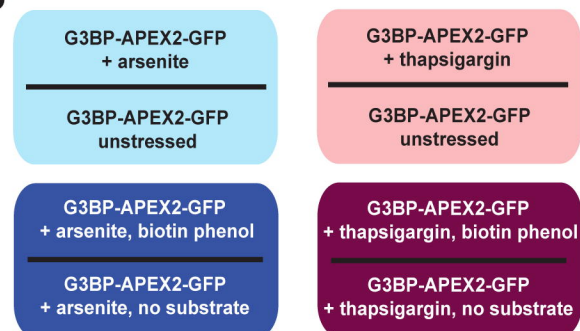 G3BP-APEX2-GFP
+ arsenite
G3BP-APEX2-GFP
unstressed
G3BP-APEX2-GFP
+ thapsigargin
G3BP-APEX2-GFP
unstressed
G3BP-APEX2-GFP
+ arsenite, biotin phenol
G3BP-APEX2-GFP
+ arsenite, no substrate
G3BP-APEX2-GFP
+ thapsigargin, biotin phenol
G3BP-APEX2-GFP
+ thapsigargin, no substrate